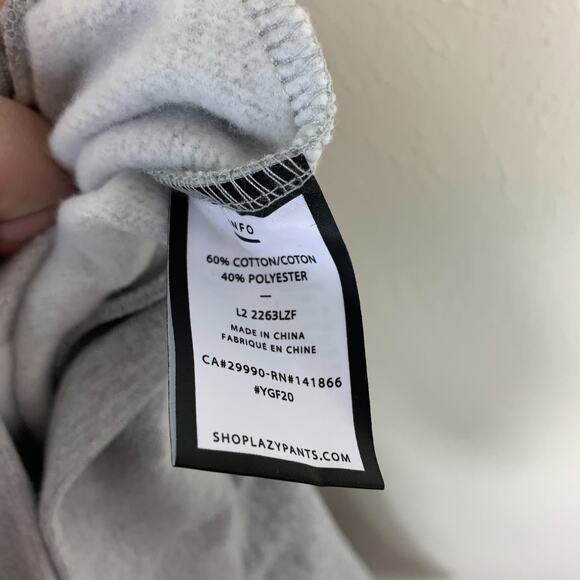 INFO
60% COTTON/COTON
40% POLYESTER
—
L2 2263LZF
MADE IN CHINA
FABRIQUÉ EN CHINE
CA#29990-RN#141866
#YGF20
SHOPLAZYPANTS.COM